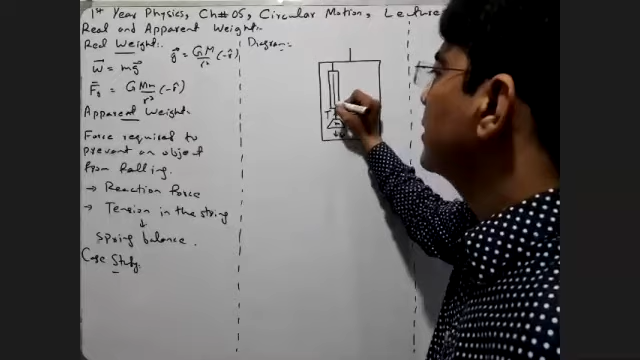 1st Year Physics, Ch#05, Circular Motion, Lecture
Real and Apparent Weight:-
Real Weight:- g⃗ = GM/r² (-r̂)
W⃗ = mg⃗
F⃗g = G Mm/r² (-r̂)
Apparent Weight:-
Force required to
prevent an object
from falling.
→ Reaction force
→ Tension in the string
↓
Spring balance.
Case Study:
Diagram:-
T
m